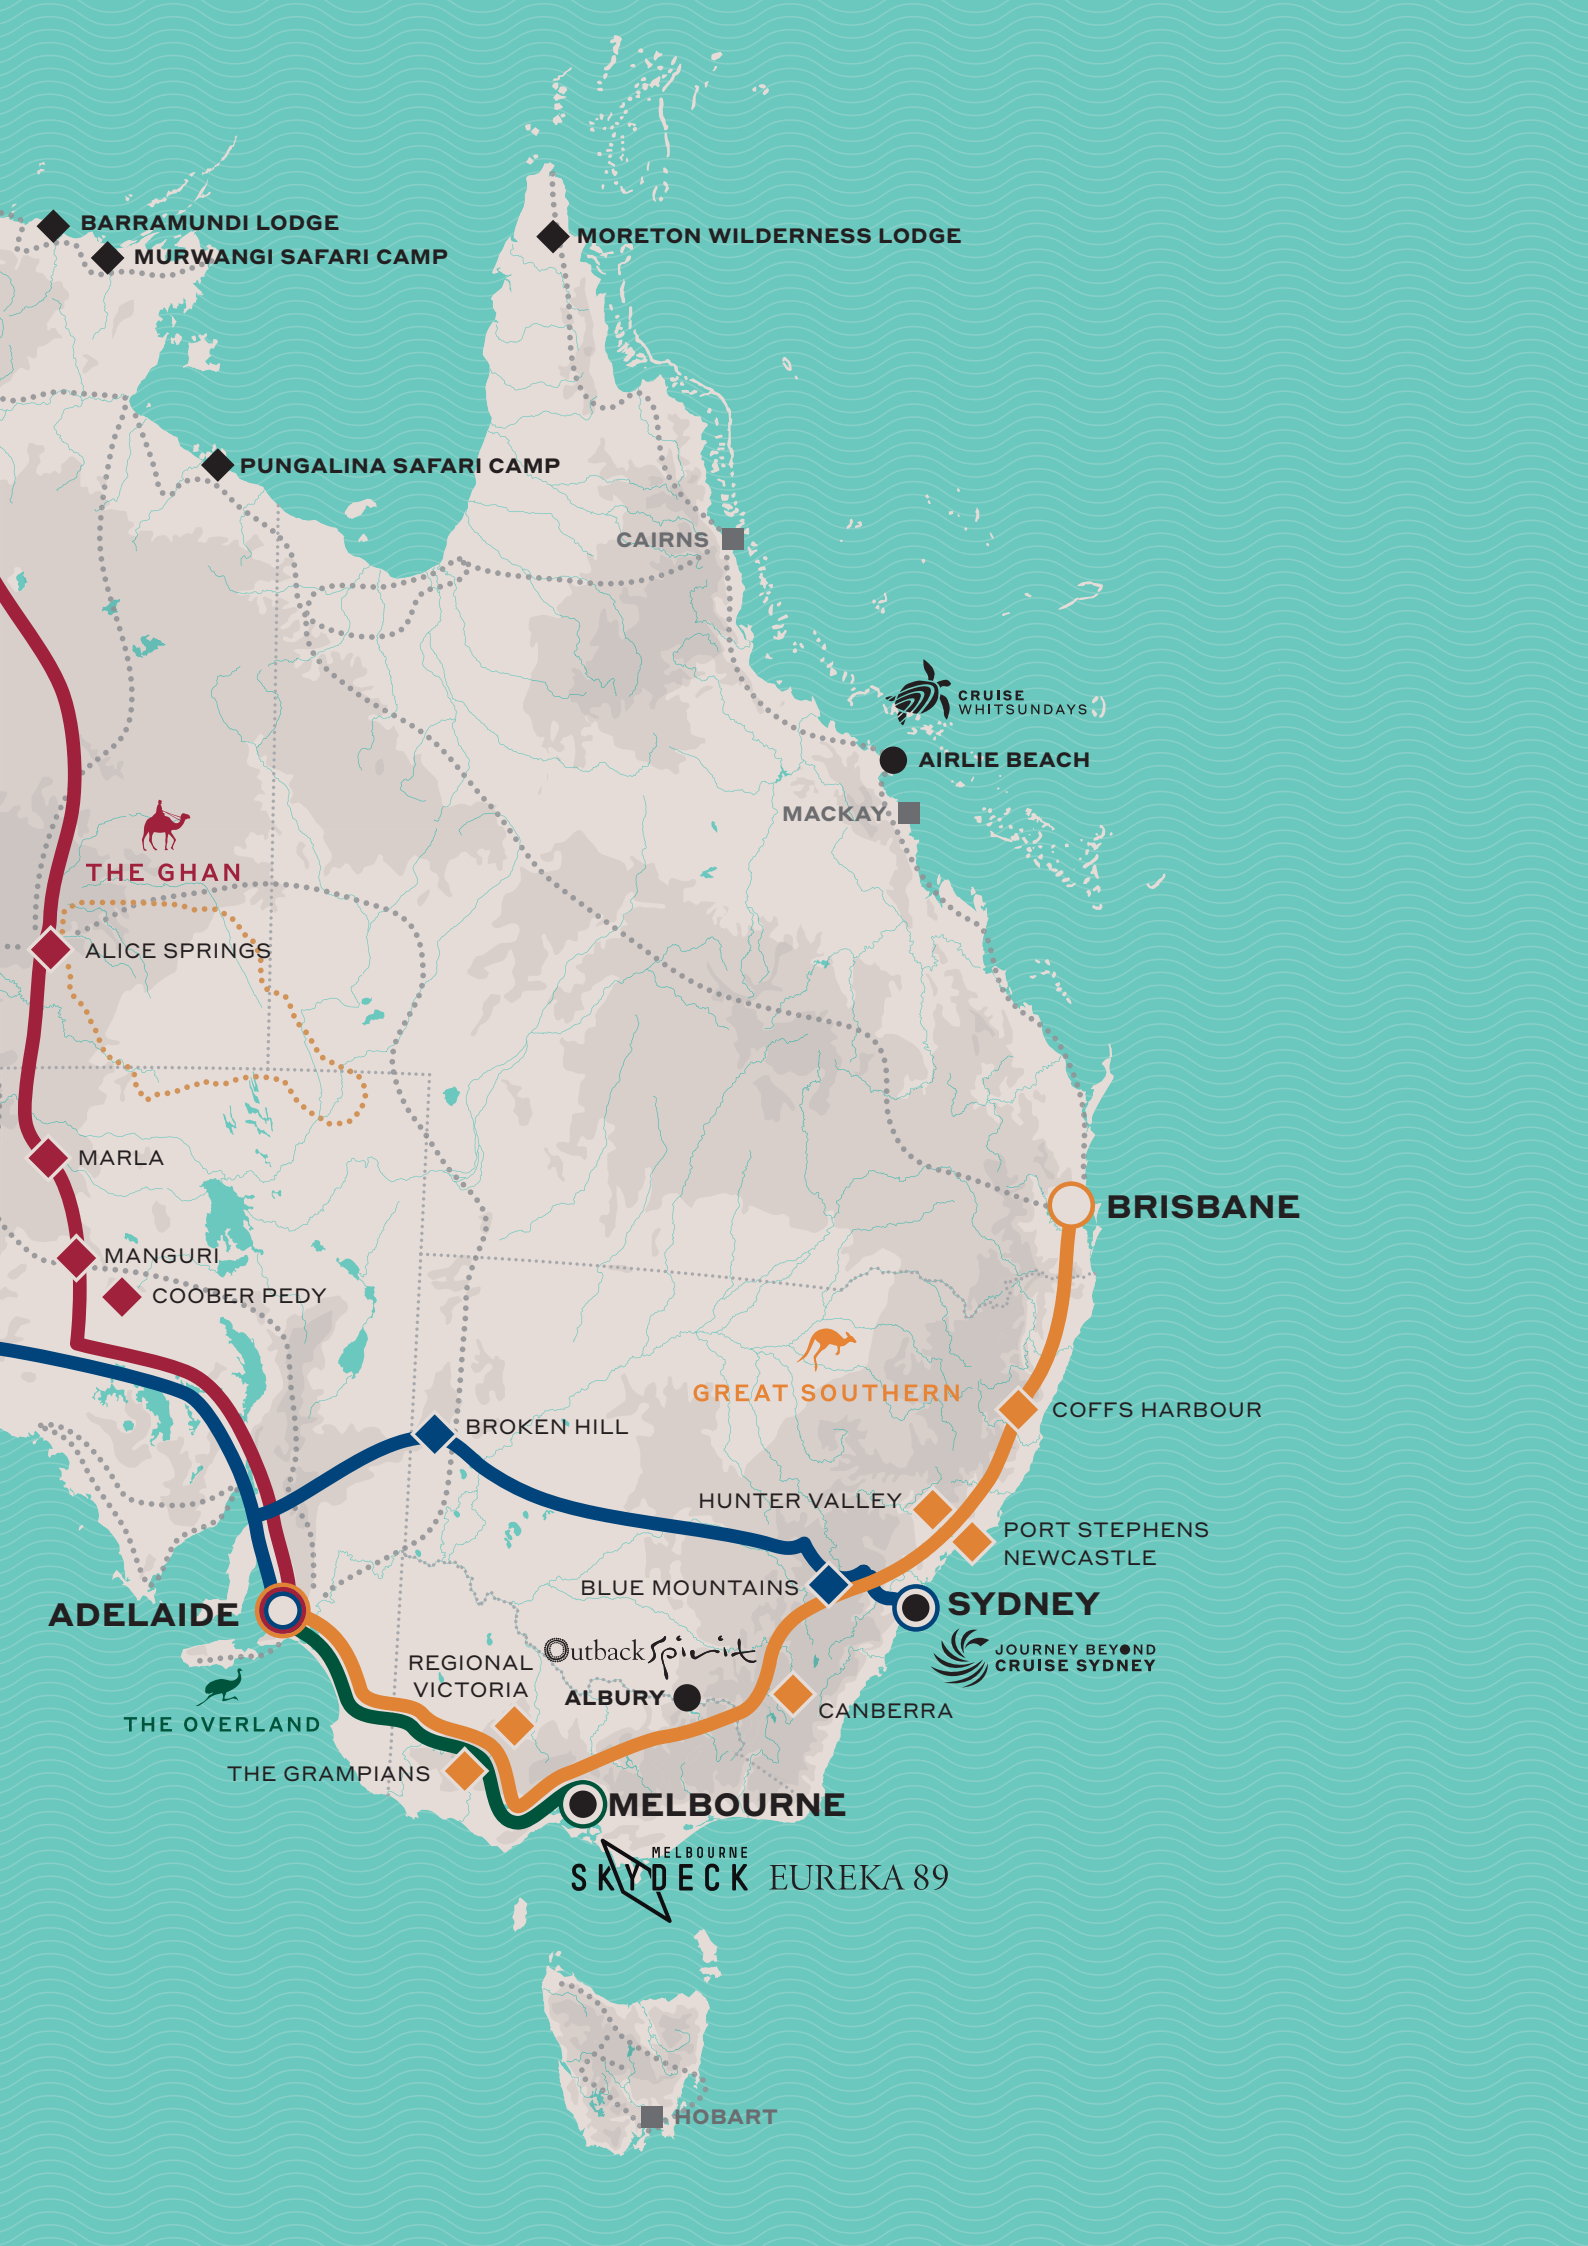 BARRAMUNDI LODGE
MORETON WILDERNESS LODGE
MURWANGI SAFARI CAMP
PUNGALINA SAFARI CAMP
CAIRNS
CRUISE
WHITSUNDAYS
AIRLIE BEACH
MACKAY
THE GHAN
ALICE SPRINGS
MARLA
BRISBANE
MANGURI
COOBER PEDY
GREAT SOUTHERN
COFFS HARBOUR
BROKEN HILL
HUNTER VALLEY
PORT STEPHENS
NEWCASTLE
BLUE MOUNTAINS
SYDNEY
ADELAIDE
JOURNEY BEYOND
CRUISE SYDNEY
Outback Spirit
REGIONAL
VICTORIA
ALBURY
CANBERRA
THE OVERLAND
THE GRAMPIANS
MELBOURNE
MELBOURNE
SKYDECK
EUREKA 89
HOBART